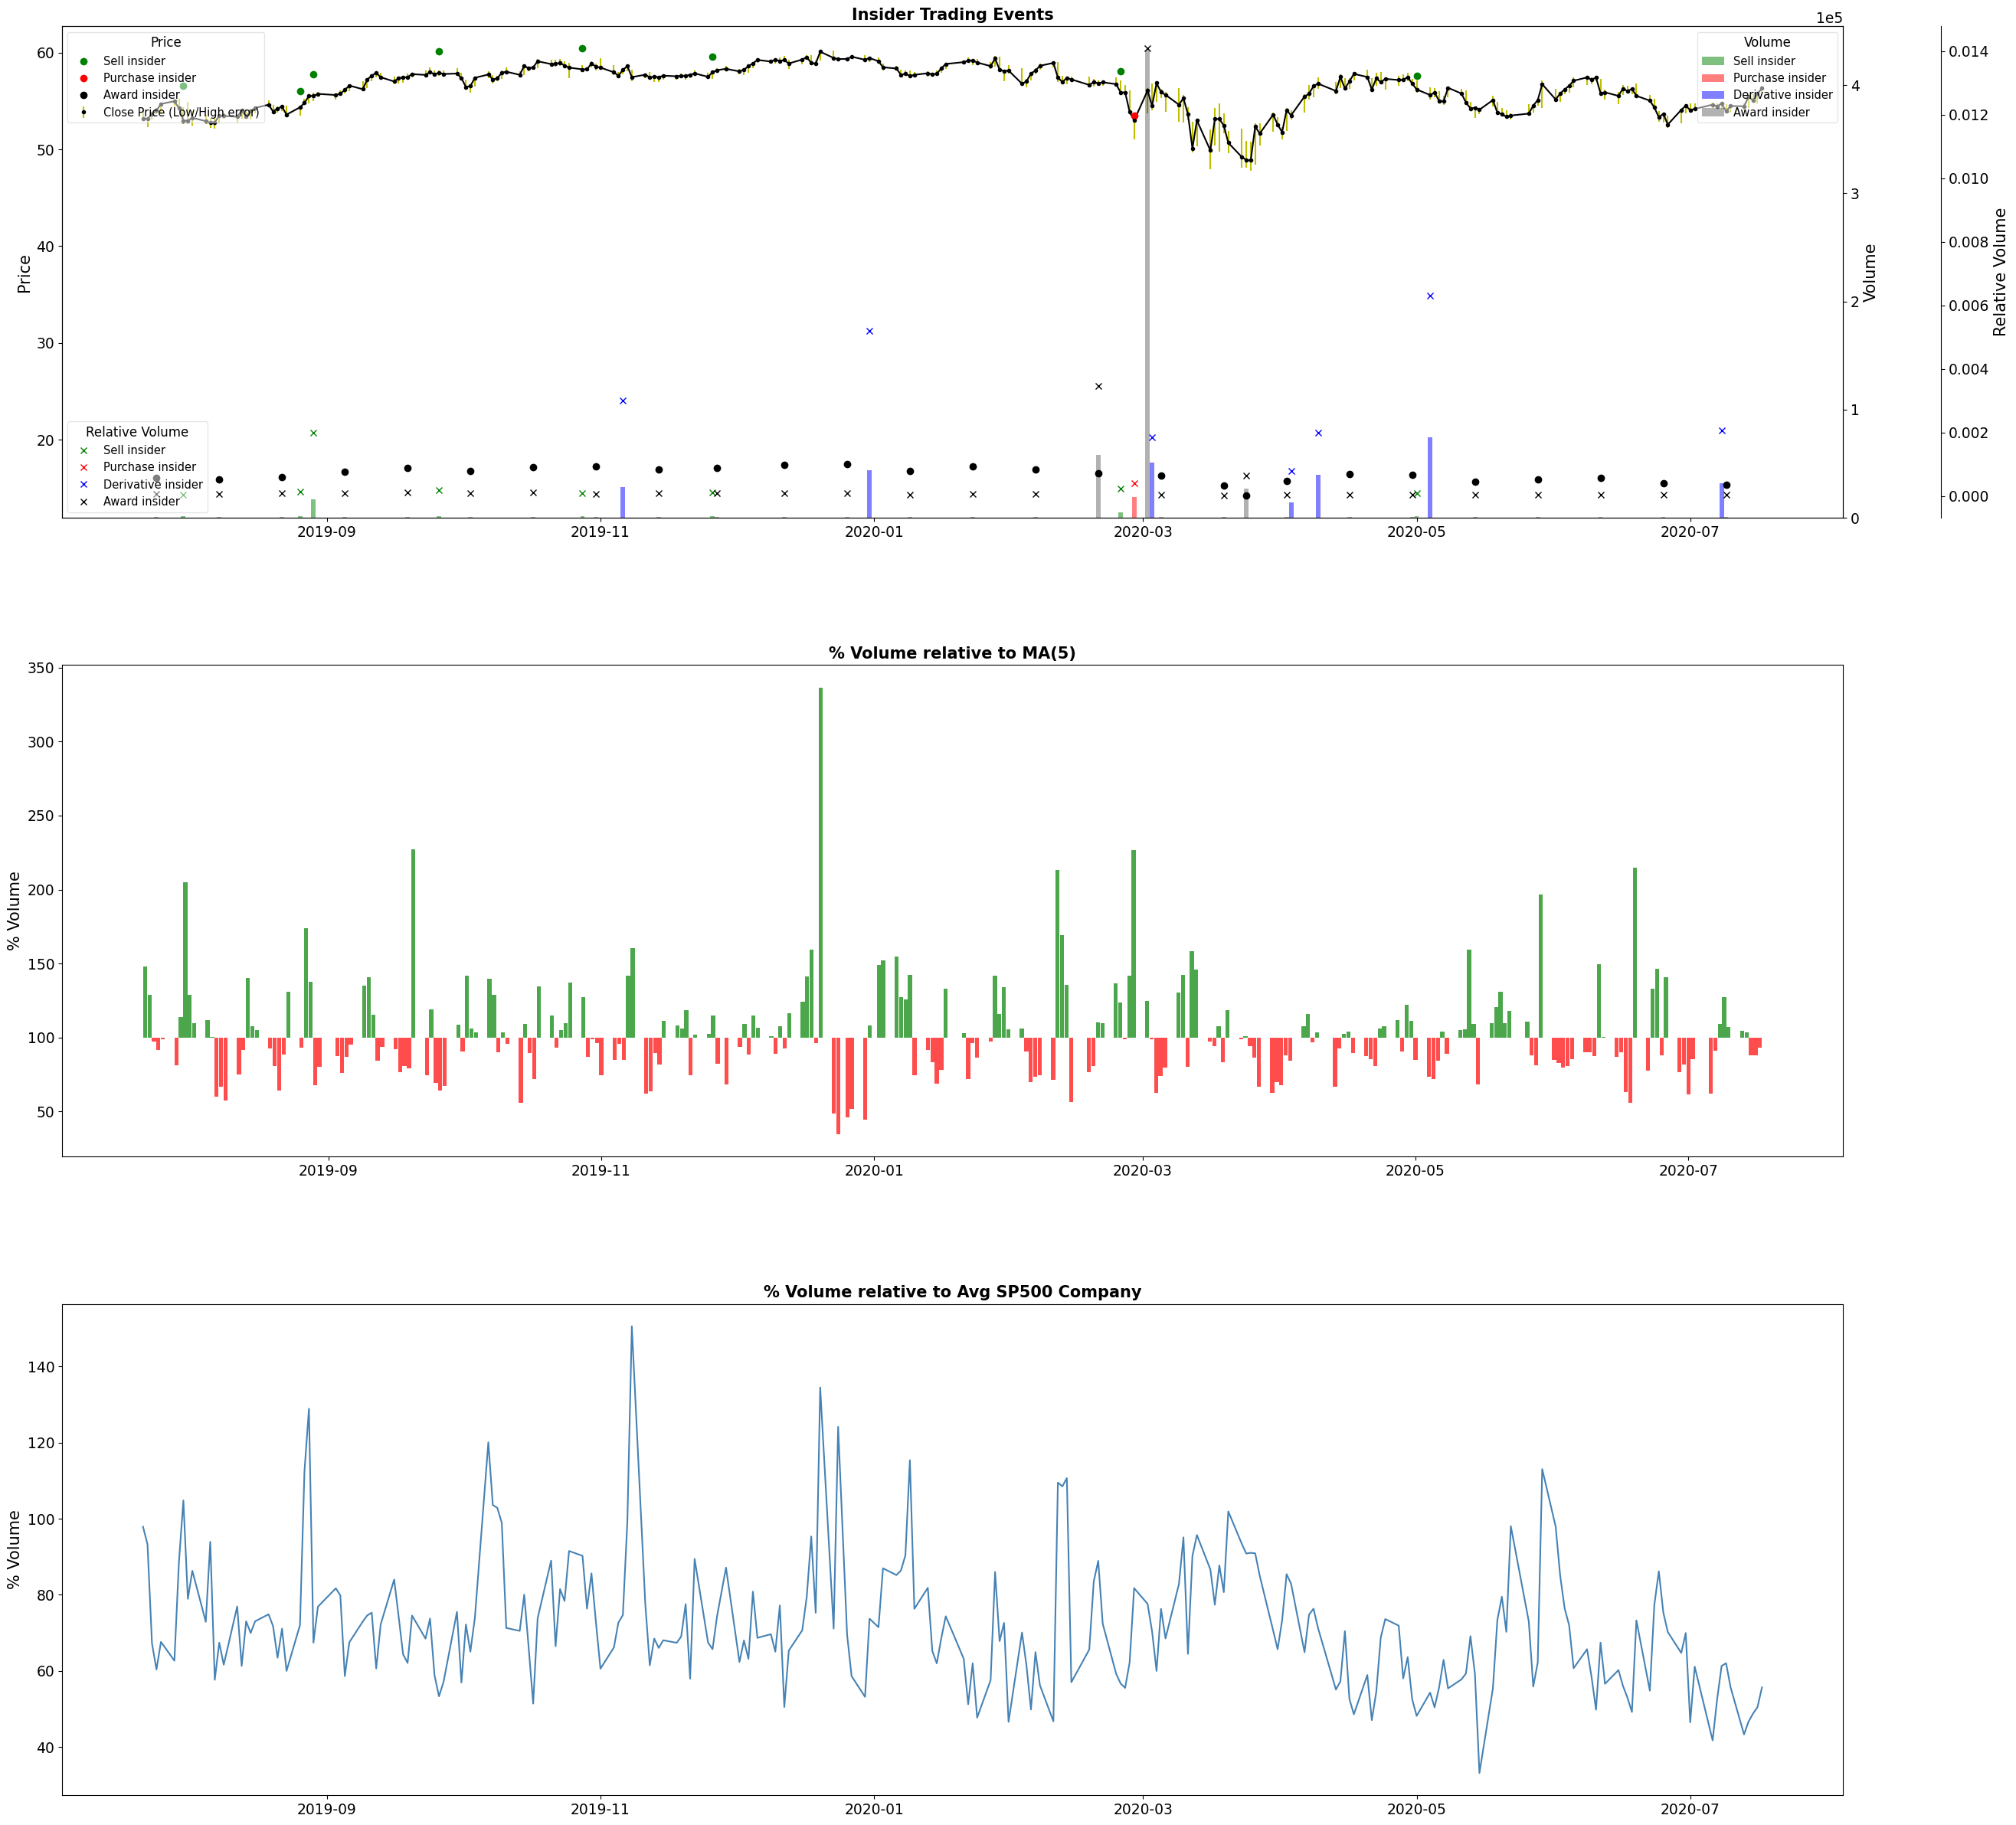 Insider Trading Events
1e5
Price
Sell insider
Purchase insider
Award insider
Close Price (Low/High error)
Volume
Sell insider
Purchase insider
Derivative insider
Award insider
Relative Volume
Sell insider
Purchase insider
Derivative insider
Award insider
60
50
40
30
20
Price
4
3
2
1
0
Volume
0.014
0.012
0.010
0.008
0.006
0.004
0.002
0.000
Relative Volume
2019-09 2019-11 2020-01 2020-03 2020-05 2020-07
% Volume relative to MA(5)
350
300
250
200
150
100
50
% Volume
2019-09 2019-11 2020-01 2020-03 2020-05 2020-07
% Volume relative to Avg SP500 Company
140
120
100
80
60
40
% Volume
2019-09 2019-11 2020-01 2020-03 2020-05 2020-07